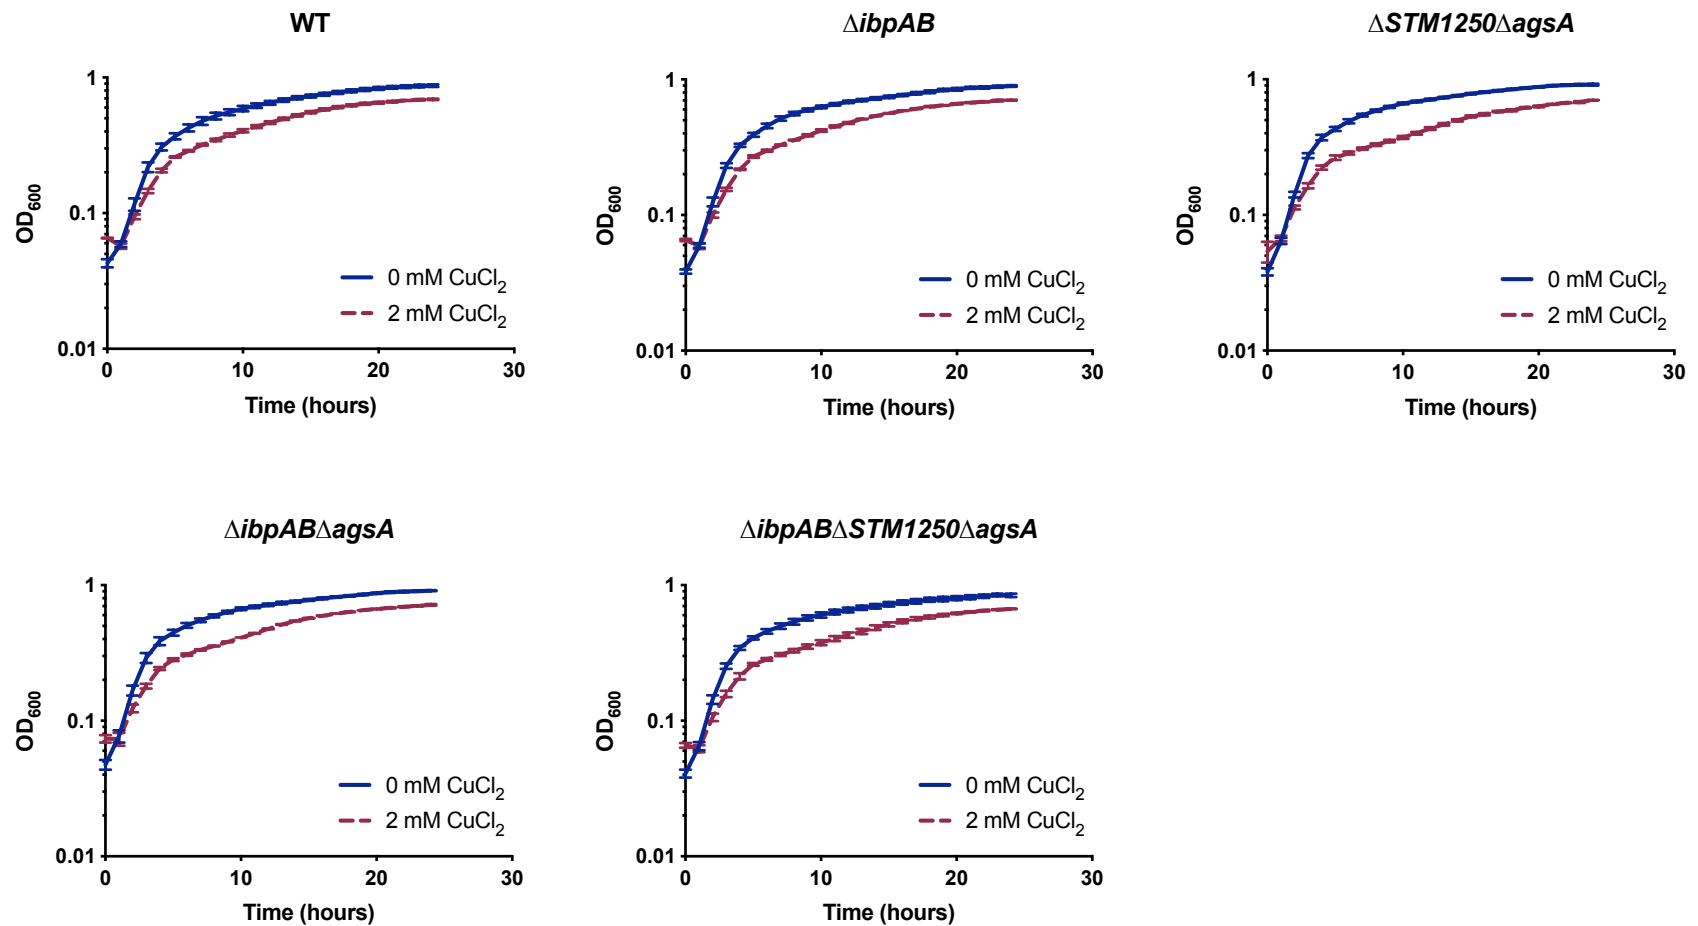 WT
OD600
1
0.1
0.01
0 mM CuCl2
2 mM CuCl2
0 10 20 30
Time (hours)
ΔibpAB
OD600
1
0.1
0.01
0 mM CuCl2
2 mM CuCl2
0 10 20 30
Time (hours)
ΔSTM1250ΔagsA
OD600
1
0.1
0.01
0 mM CuCl2
2 mM CuCl2
0 10 20 30
Time (hours)
ΔibpABΔagsA
OD600
1
0.1
0.01
0 mM CuCl2
2 mM CuCl2
0 10 20 30
Time (hours)
ΔibpABΔSTM1250ΔagsA
OD600
1
0.1
0.01
0 mM CuCl2
2 mM CuCl2
0 10 20 30
Time (hours)